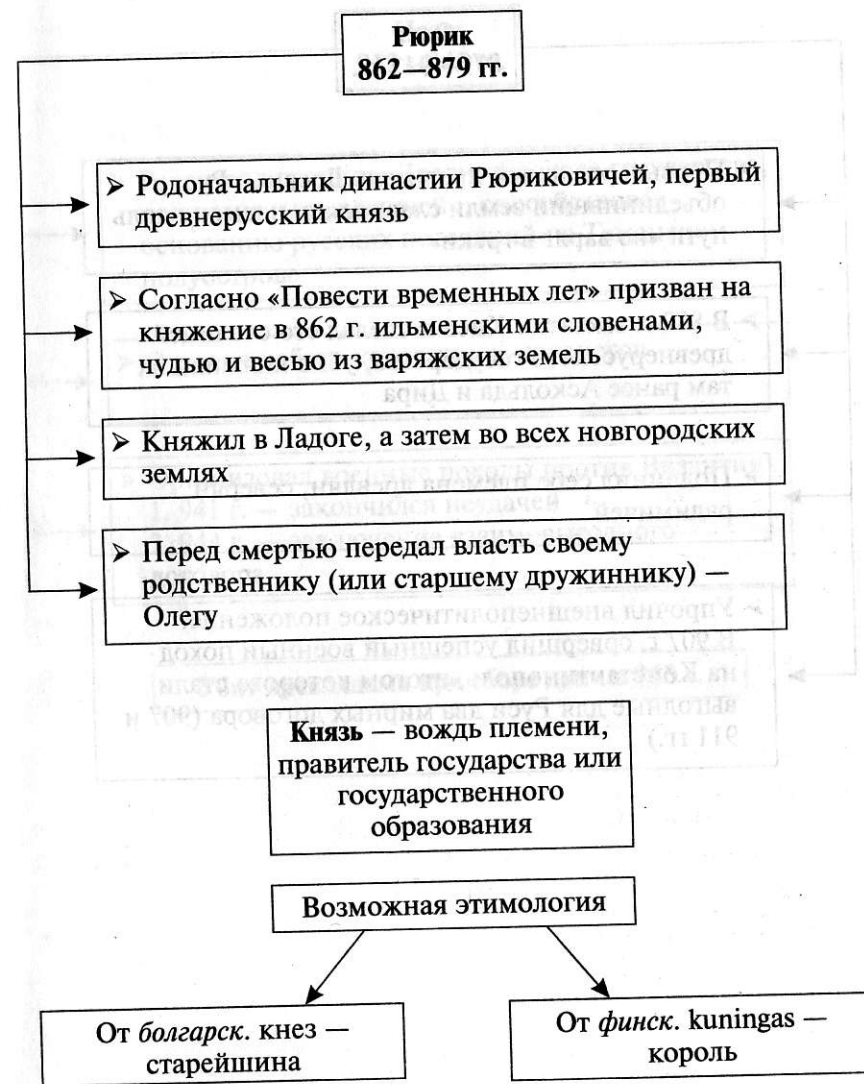 Рюрик
862—879 гг.
➢ Родоначальник династии Рюриковичей, первый
древнерусский князь
➢ Согласно «Повести временных лет» призван на
княжение в 862 г. ильменскими словенами,
чудью и весью из варяжских земель
➢ Княжил в Ладоге, а затем во всех новгородских
землях
➢ Перед смертью передал власть своему
родственнику (или старшему дружиннику) —
Олегу
Князь — вождь племени,
правитель государства или
государственного
образования
Возможная этимология
От болгарск. кнез —
старейшина
От финск. kuningas —
король